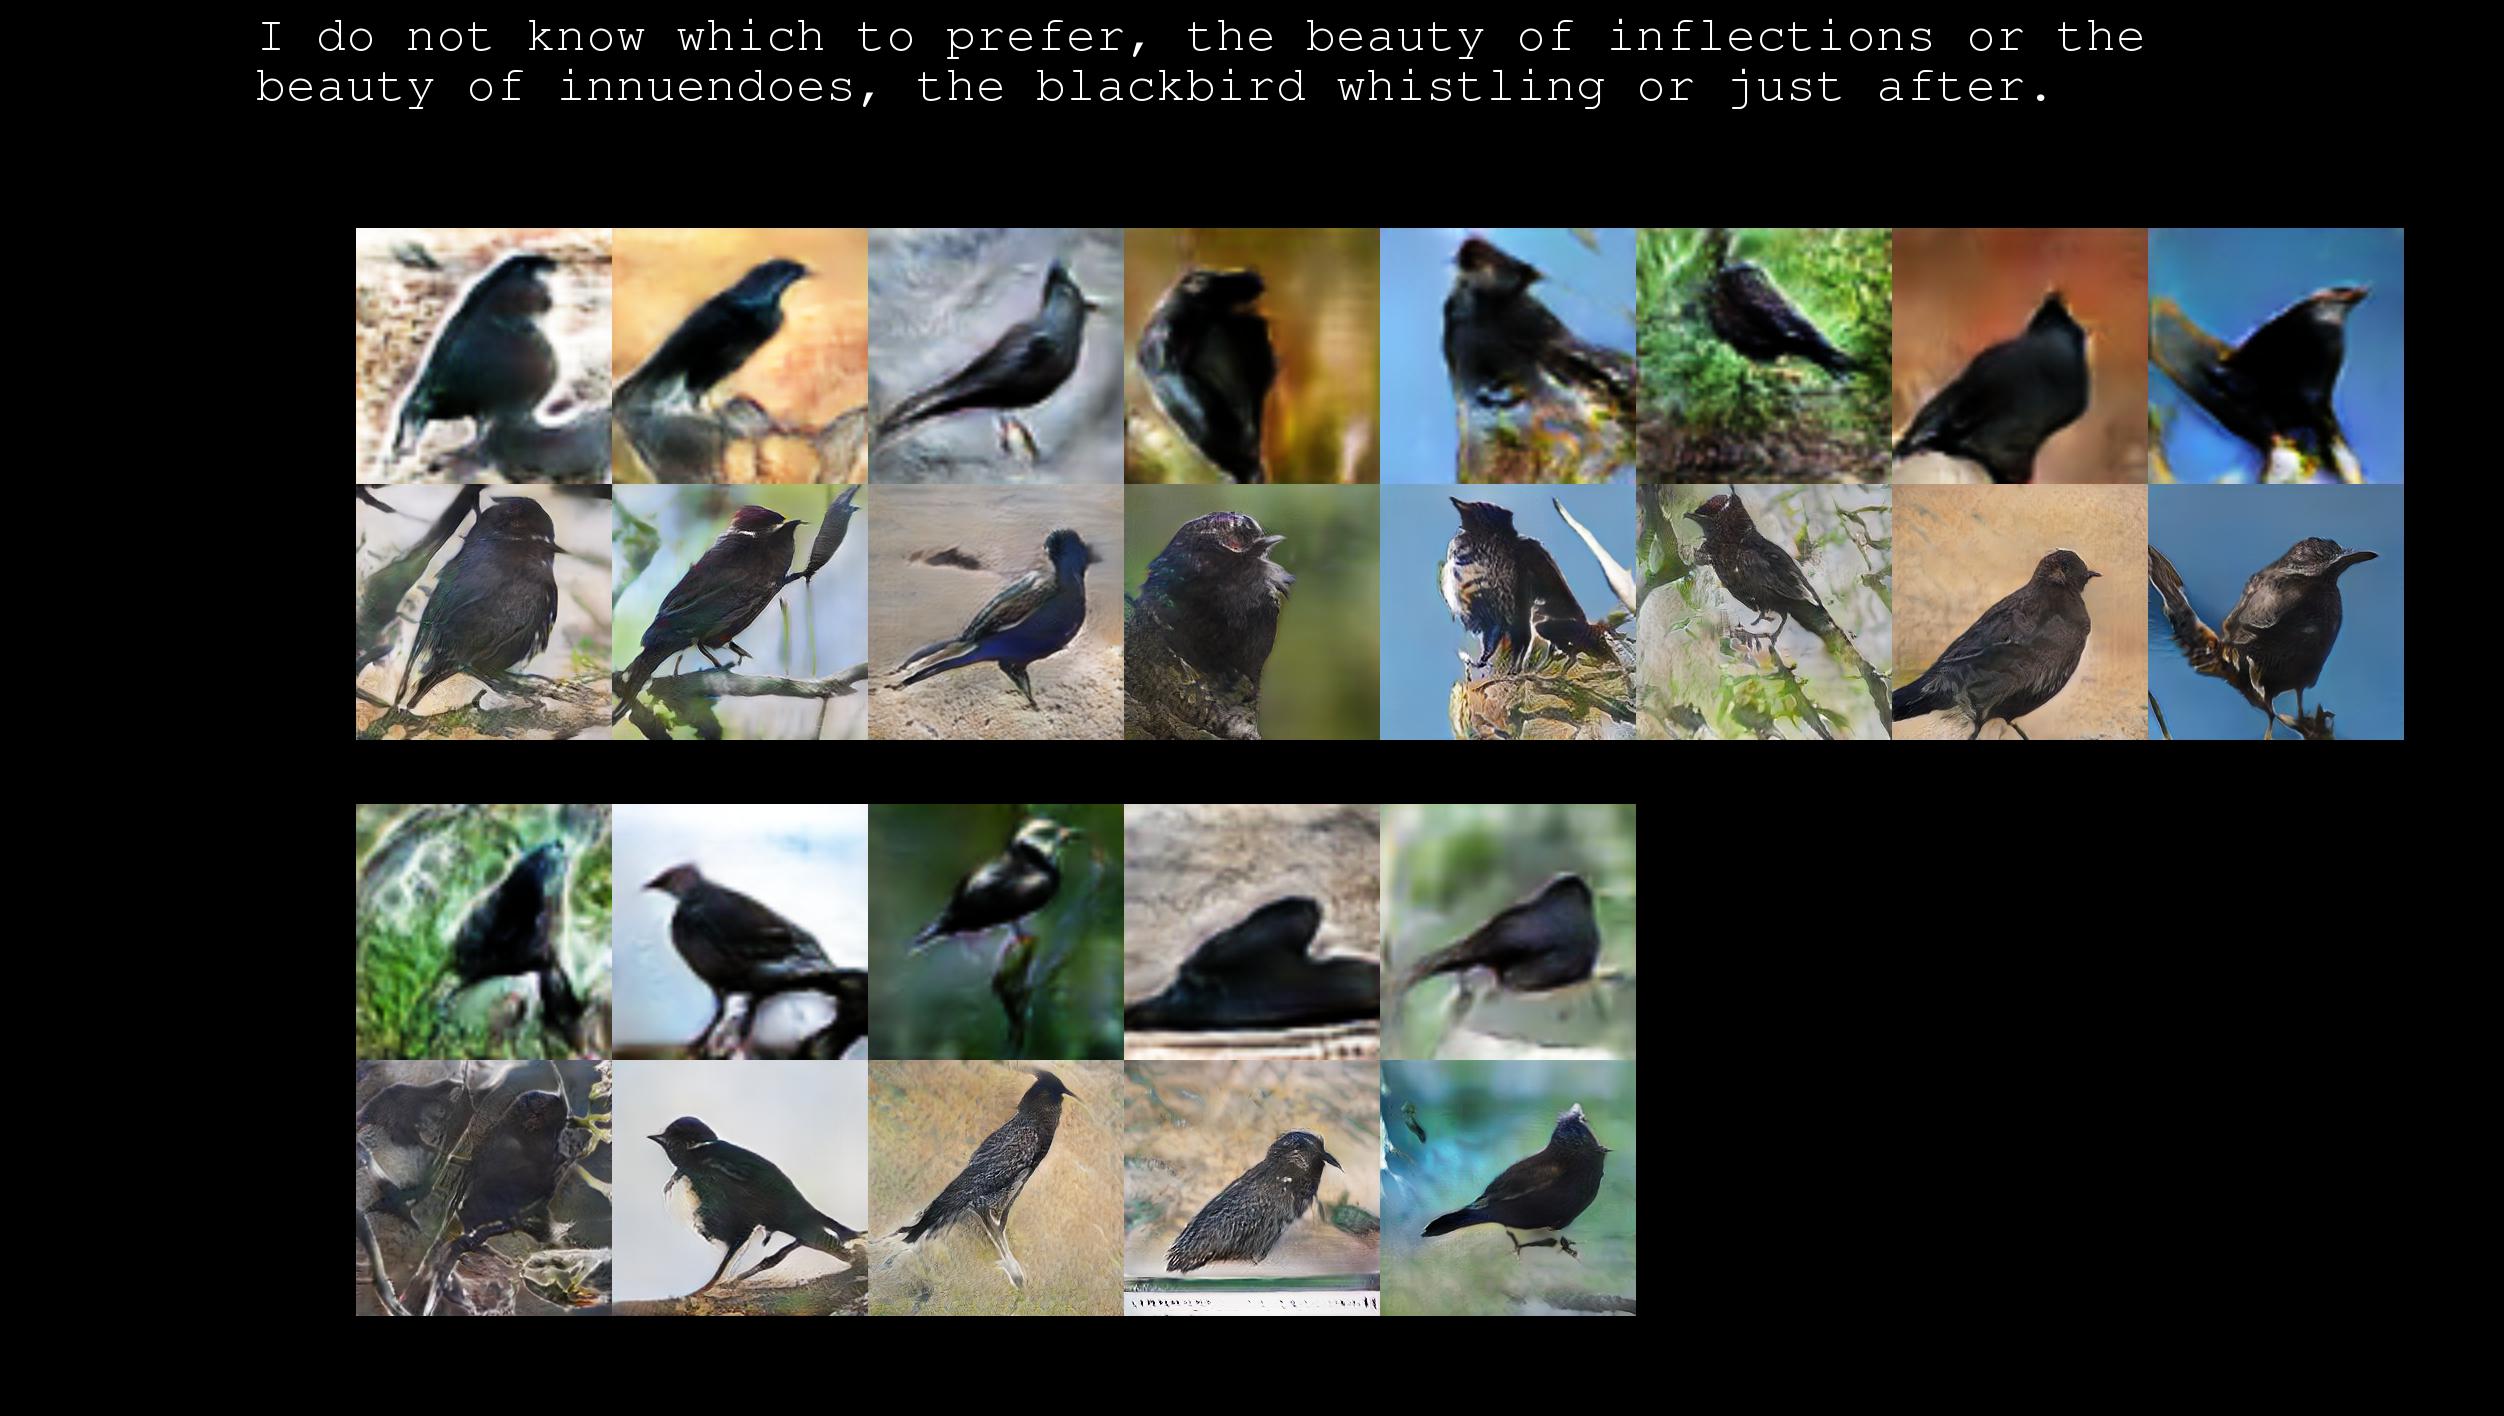 I do not know which to prefer, the beauty of inflections or the
beauty of innuendoes, the blackbird whistling or just after.